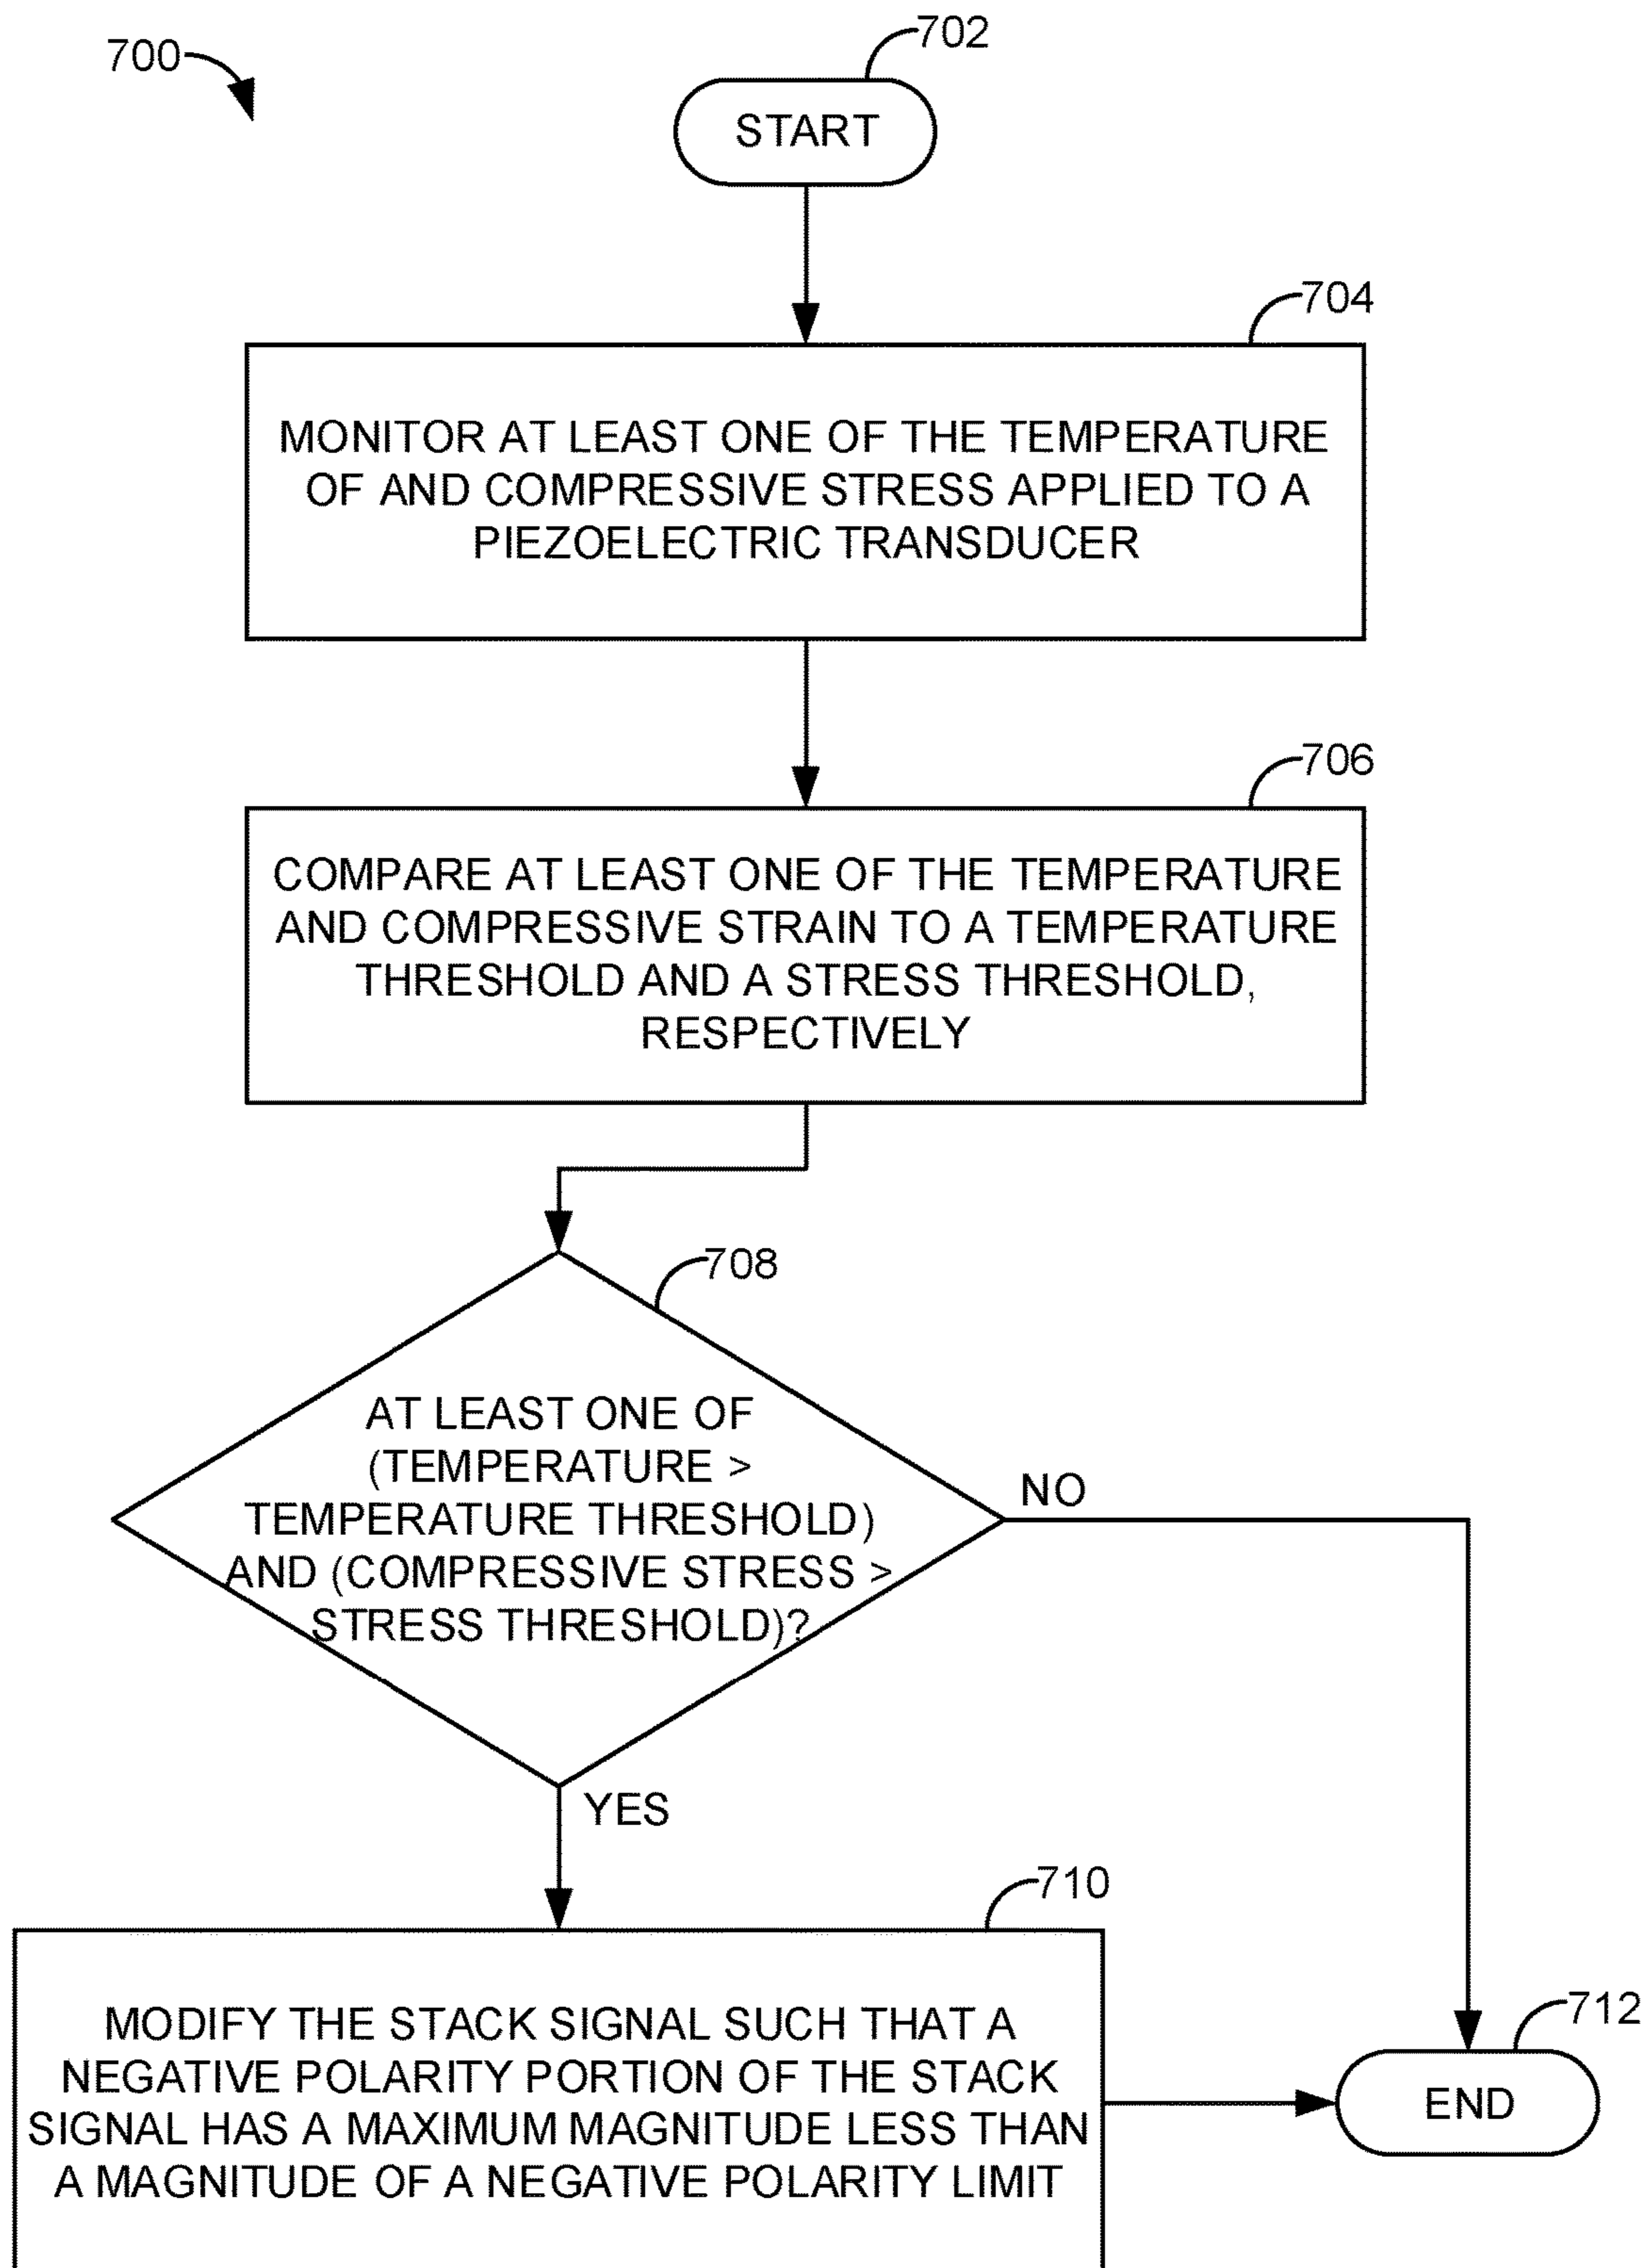 700
702
START
704
MONITOR AT LEAST ONE OF THE TEMPERATURE
OF AND COMPRESSIVE STRESS APPLIED TO A
PIEZOELECTRIC TRANSDUCER
706
COMPARE AT LEAST ONE OF THE TEMPERATURE
AND COMPRESSIVE STRAIN TO A TEMPERATURE
THRESHOLD AND A STRESS THRESHOLD,
RESPECTIVELY
708
AT LEAST ONE OF
(TEMPERATURE >
TEMPERATURE THRESHOLD)
AND (COMPRESSIVE STRESS >
STRESS THRESHOLD)?
NO
YES
710
MODIFY THE STACK SIGNAL SUCH THAT A
NEGATIVE POLARITY PORTION OF THE STACK
SIGNAL HAS A MAXIMUM MAGNITUDE LESS THAN
A MAGNITUDE OF A NEGATIVE POLARITY LIMIT
712
END